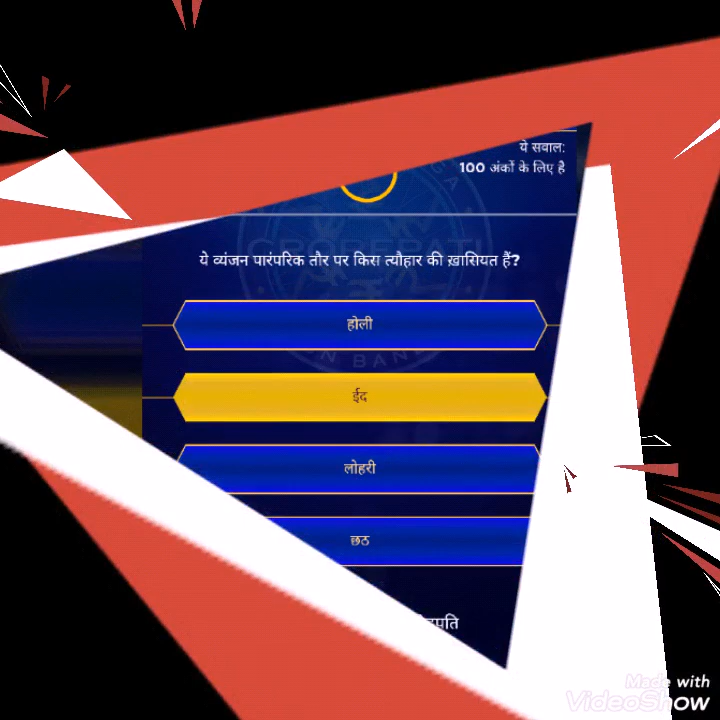 ये सवाल:
100 अंकों के लिए है
ये व्यंजन पारंपरिक तौर पर किस त्यौहार की ख़ासियत हैं?
होली
ईद
लोहरी
छठ
Made with
VideoShow